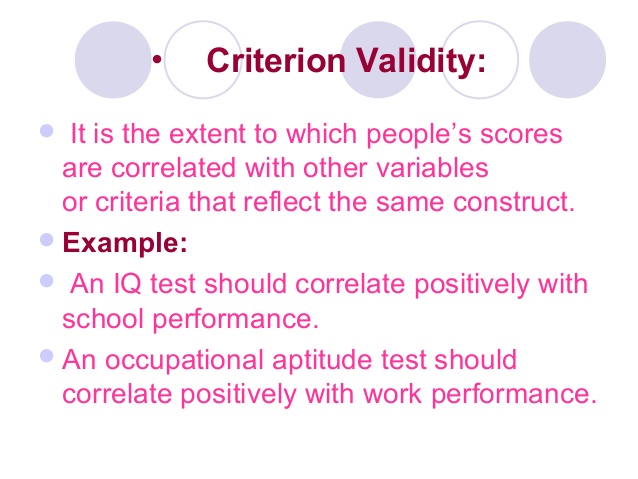 • Criterion Validity:
It is the extent to which people’s scores
are correlated with other variables
or criteria that reflect the same construct.
Example:
An IQ test should correlate positively with
school performance.
An occupational aptitude test should
correlate positively with work performance.